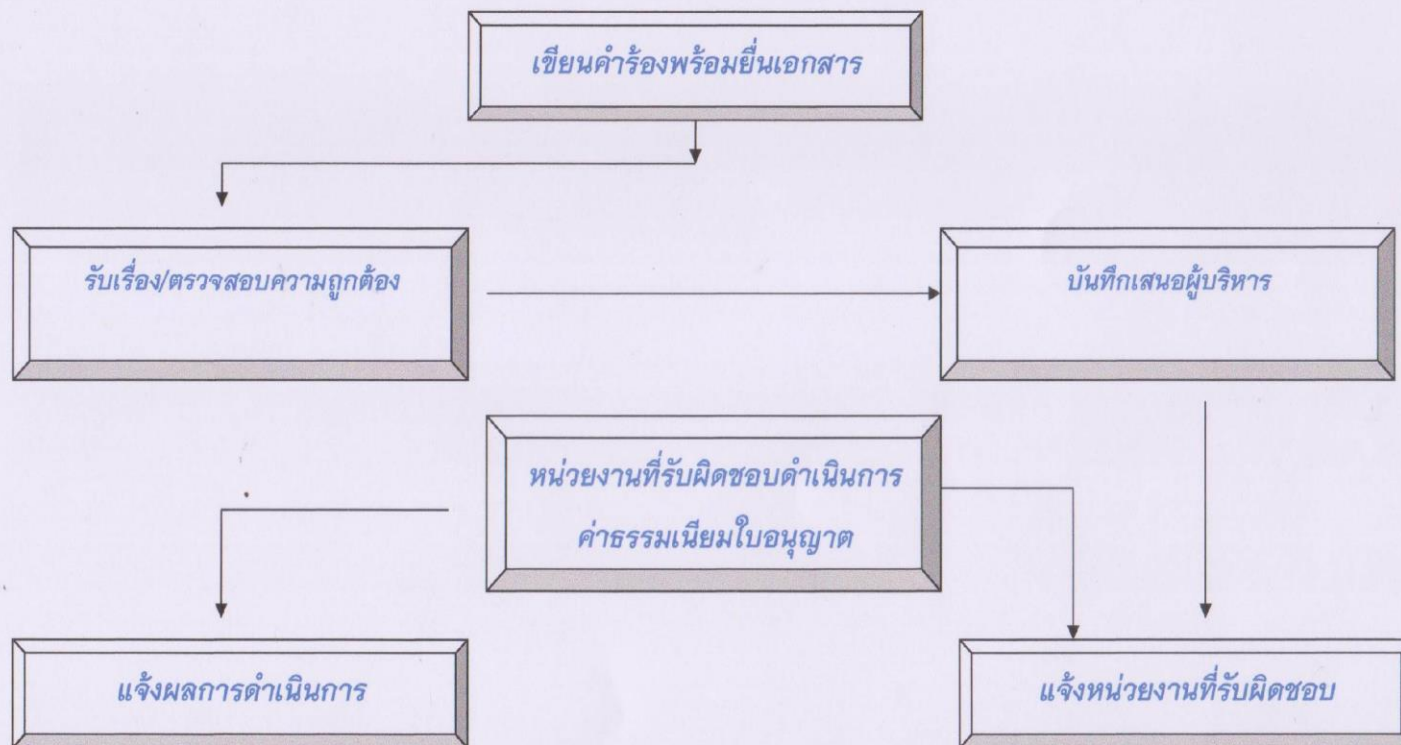 เขียนคำร้องพร้อมยื่นเอกสาร
รับเรื่อง/ตรวจสอบความถูกต้อง
บันทึกเสนอผู้บริหาร
หน่วยงานที่รับผิดชอบดำเนินการ
ค่าธรรมเนียมใบอนุญาต
แจ้งผลการดำเนินการ
แจ้งหน่วยงานที่รับผิดชอบ